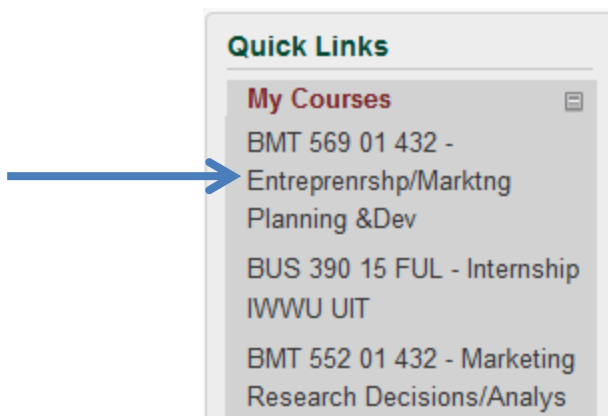 Quick Links
My Courses
BMT 569 01 432 -
Entreprenrshp/Marktng
Planning &Dev
BUS 390 15 FUL - Internship
IWWU UIT
BMT 552 01 432 - Marketing
Research Decisions/Analys